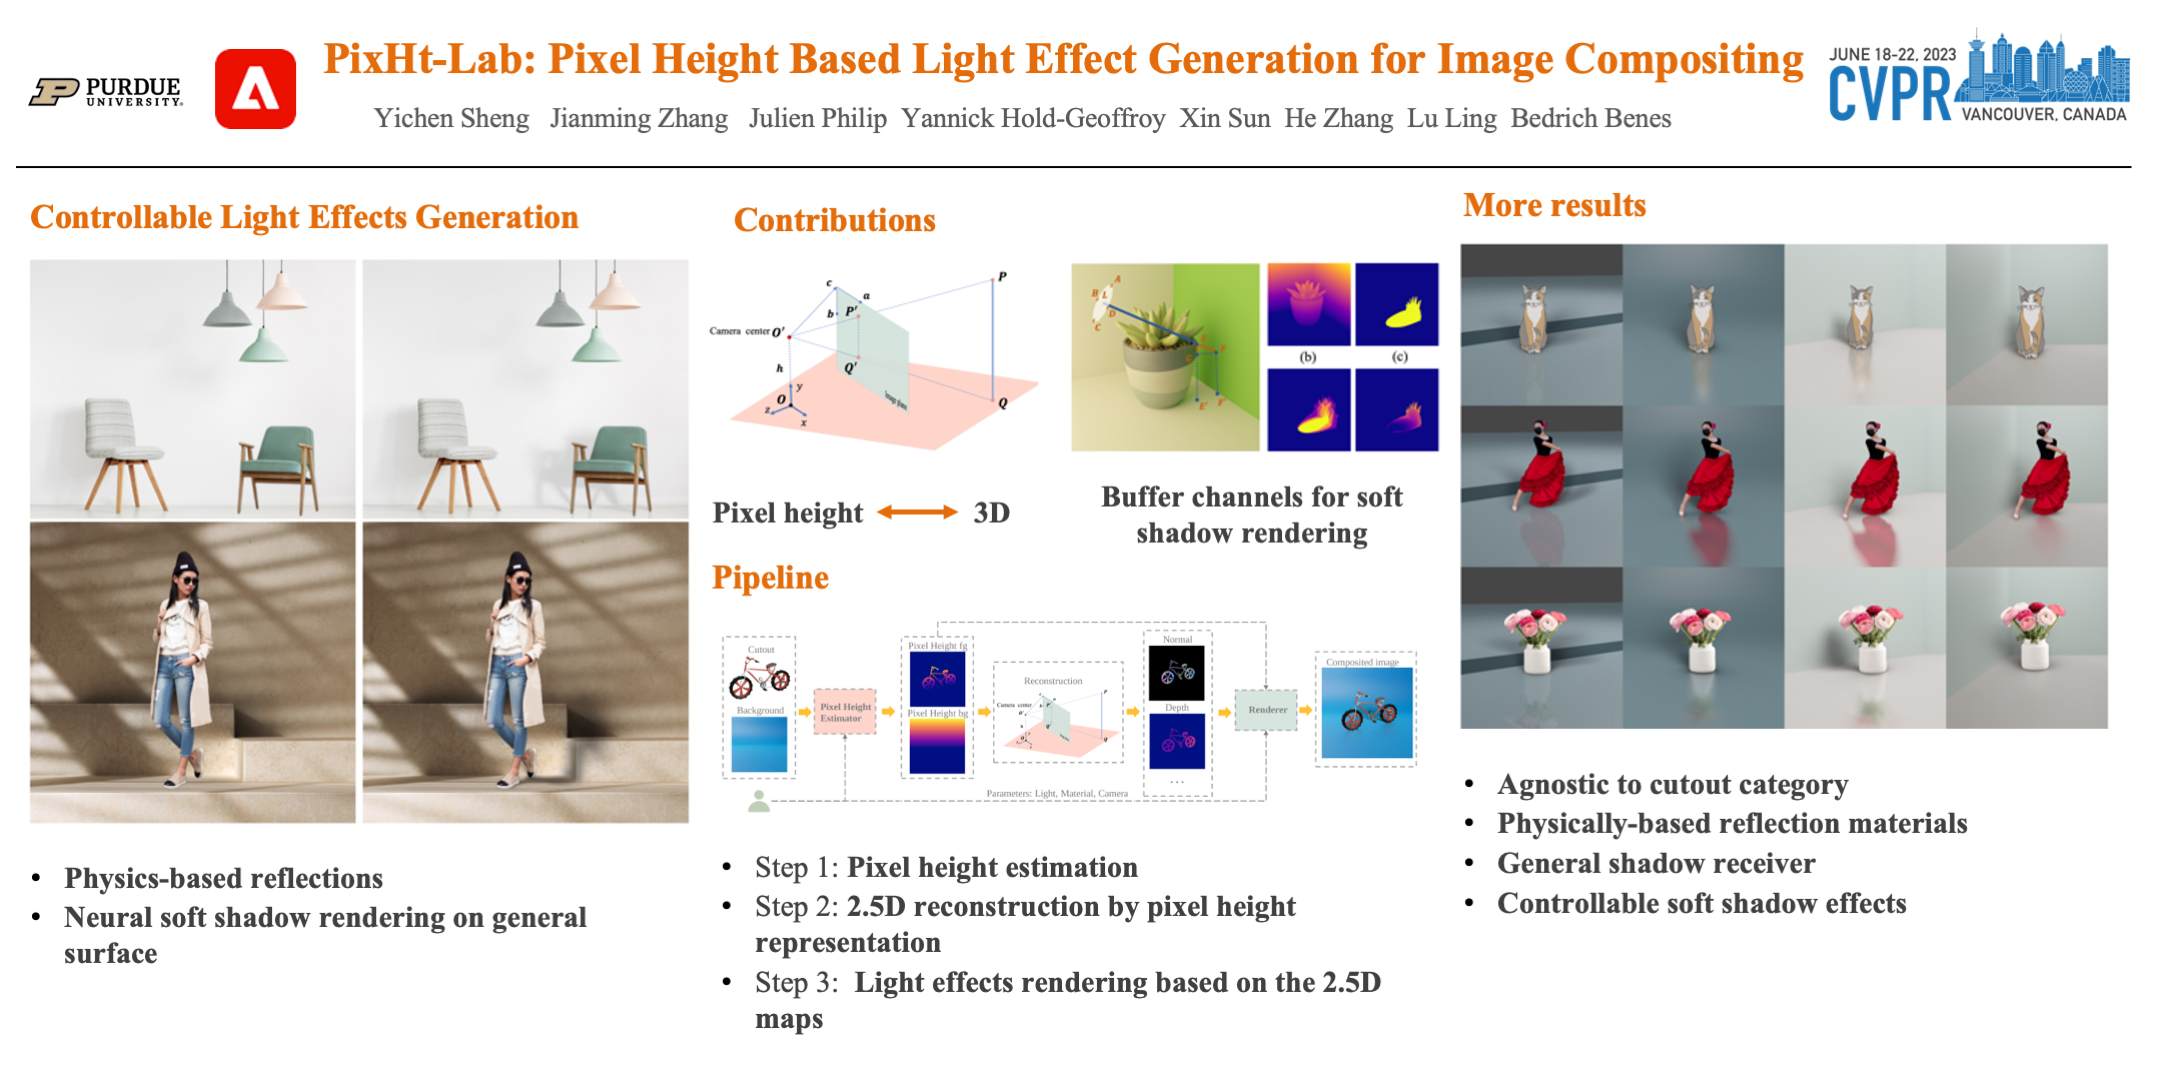 PURDUE
UNIVERSITY®
PixHt-Lab: Pixel Height Based Light Effect Generation for Image Compositing
Yichen Sheng Jianming Zhang Julien Philip Yannick Hold-Geoffroy Xin Sun He Zhang Lu Ling Bedrich Benes
JUNE 18-22, 2023
CVPR
VANCOUVER, CANADA
Controllable Light Effects Generation
Physics-based reflections
Neural soft shadow rendering on general
surface
Contributions
c
a
P
b
P'
Camera center O'
h
Q'
Image plane
y
O
z
x
Q
A
B
L
D
C
E'
F'
(b)
(c)
Pixel height
3D
Buffer channels for soft
shadow rendering
Pipeline
Cutout
Background
Pixel Height
Estimator
Pixel Height fg
Pixel Height bg
Reconstruction
Camera center
Normal
Depth
...
Renderer
Composited image
Parameters: Light, Material, Camera
• Step 1: Pixel height estimation
• Step 2: 2.5D reconstruction by pixel height
representation
• Step 3: Light effects rendering based on the 2.5D
maps
More results
• Agnostic to cutout category
• Physically-based reflection materials
• General shadow receiver
• Controllable soft shadow effects